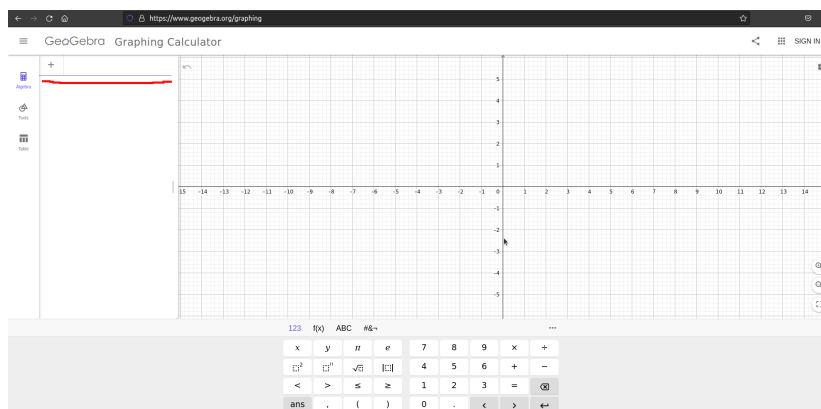 https://www.geogebra.org/graphing
GeoGebra Graphing Calculator
SIGN IN
+
Algebra
Tools
Table
5
4
3
2
1
-15 -14 -13 -12 -11 -10 -9 -8 -7 -6 -5 -4 -3 -2 -1 0 1 2 3 4 5 6 7 8 9 10 11 12 13 14
-1
-2
-3
-4
-5
123 f(x) ABC #&¬ ...
x y π e 7 8 9 × ÷
√ 4 5 6 + −
< > ≤ ≥ 1 2 3 =
ans , ( ) 0 . < >